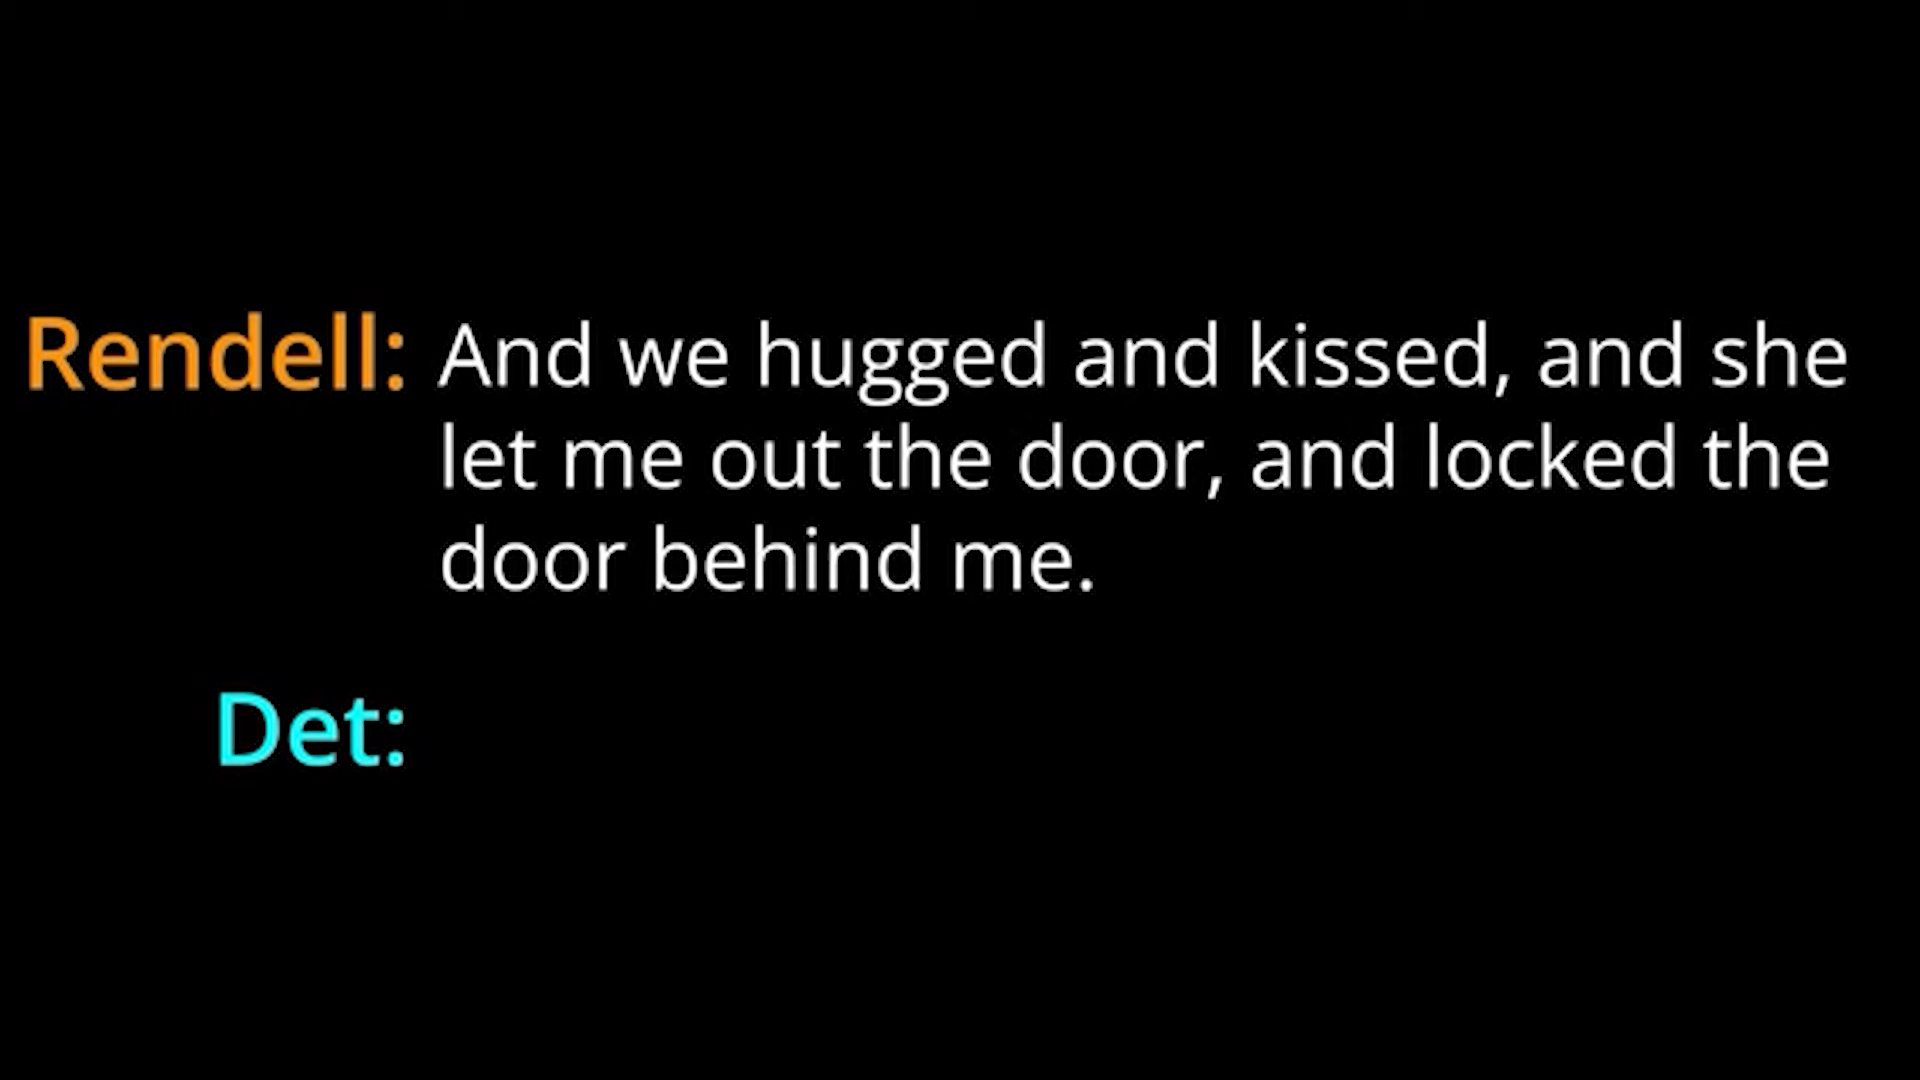 Rendell: And we hugged and kissed, and she
let me out the door, and locked the
door behind me.
Det: